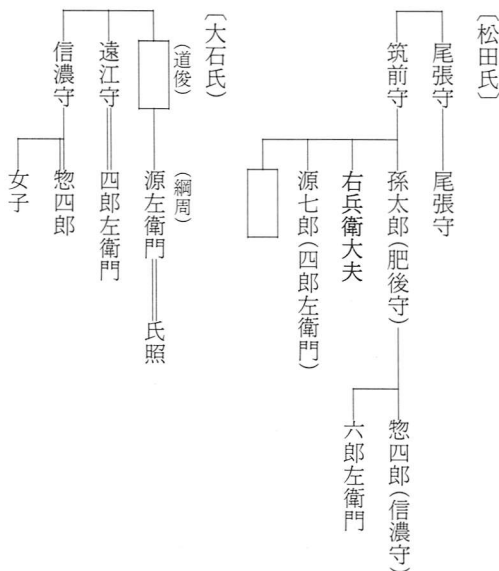 〔松田氏〕
尾張守
尾張守
筑前守
孫太郎(肥後守)
惣四郎(信濃守)
六郎左衛門
右兵衛大夫
源七郎(四郎左衛門)
〔大石氏〕
(道俊)
(綱周)
源左衛門
氏照
遠江守
四郎左衛門
信濃守
惣四郎
女子